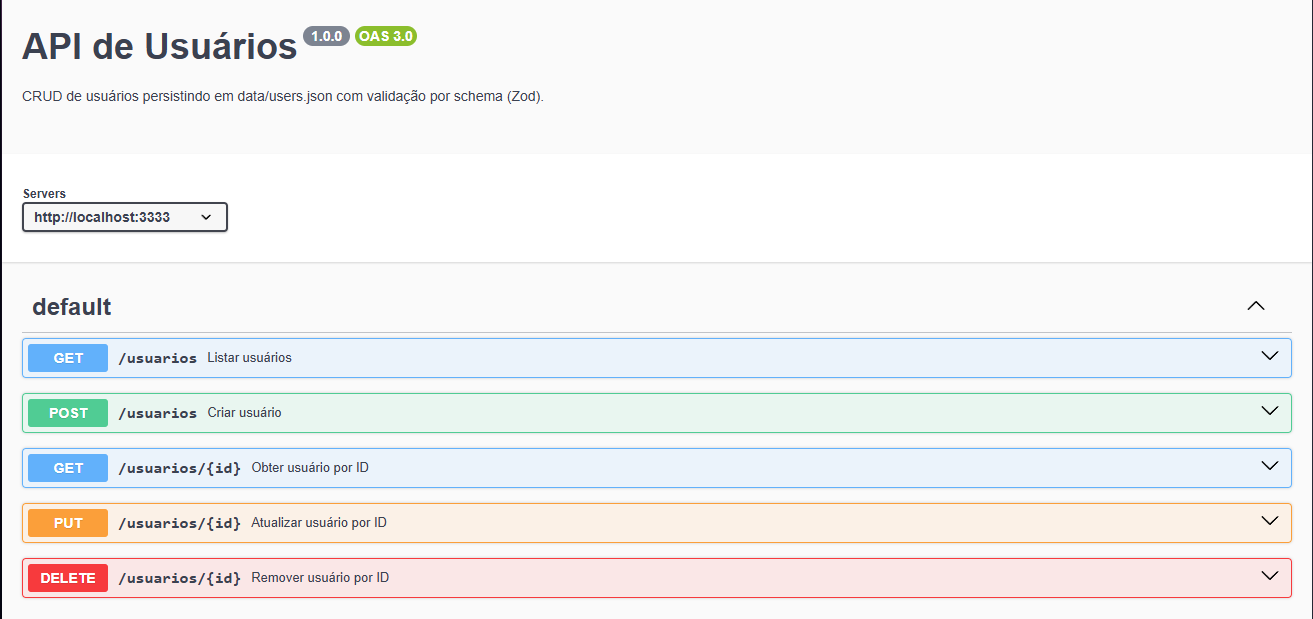 API de Usuários 1.0.0 OAS 3.0
CRUD de usuários persistindo em data/users.json com validação por schema (Zod).
Servers
http://localhost:3333
default
GET /usuarios Listar usuários
POST /usuarios Criar usuário
GET /usuarios/{id} Obter usuário por ID
PUT /usuarios/{id} Atualizar usuário por ID
DELETE /usuarios/{id} Remover usuário por ID